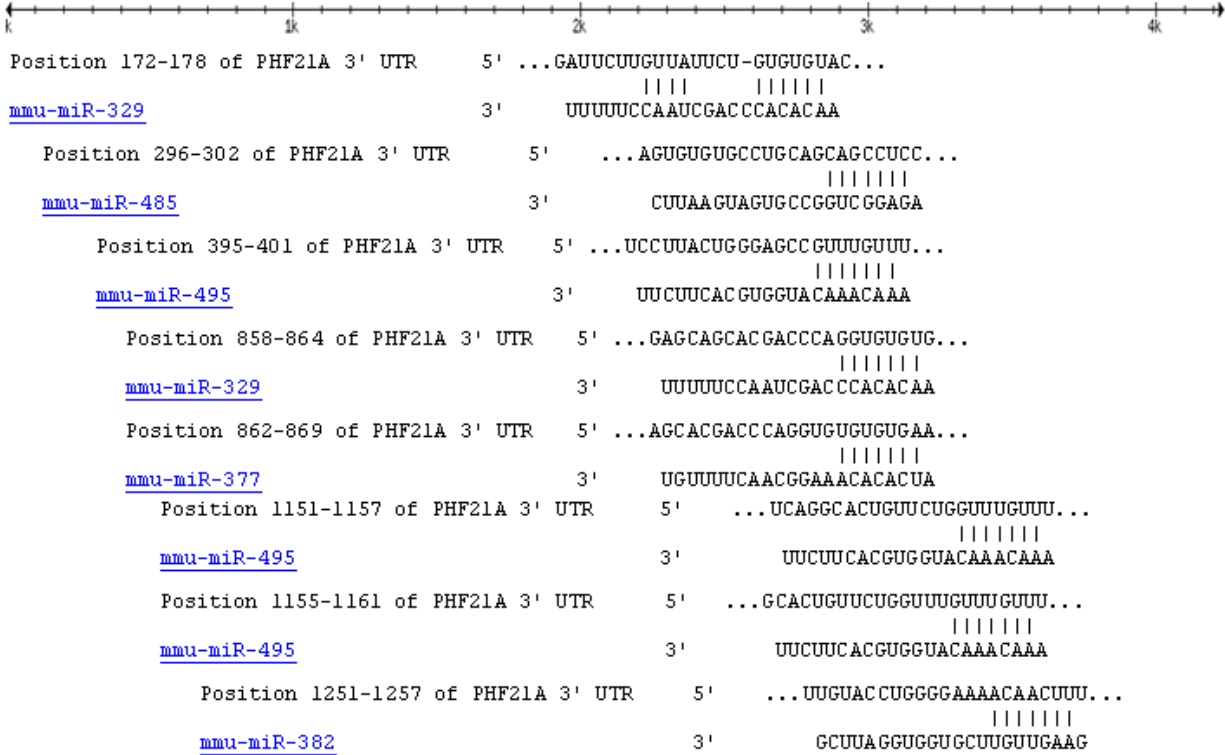 k 1k 2k 3k 4k
Position 172-178 of PHF21A 3' UTR 5' ...GAUUCUUGUUAUUCU-GUGUGUAC...
mmu-miR-329 3' UUUUUCCAAUCGACCCACACAA
Position 296-302 of PHF21A 3' UTR 5' ...AGUGUGUGCCUGCAGCAGCCUCC...
mmu-miR-485 3' CUUAAGUAGUGCCGGUCGGAGA
Position 395-401 of PHF21A 3' UTR 5' ...UCCUUACUGGGAGCCGUUUGUUU...
mmu-miR-495 3' UUCUUCACGUGGUACAAACAAA
Position 858-864 of PHF21A 3' UTR 5' ...GAGCAGCACGACCCAGGUGUGUG...
mmu-miR-329 3' UUUUUCCAAUCGACCCACACAA
Position 862-869 of PHF21A 3' UTR 5' ...AGCACGACCCAGGUGUGUGUGAA...
mmu-miR-377 3' UGUUUUCAACGGAAACACACUA
Position 1151-1157 of PHF21A 3' UTR 5' ...UCAGGCACUGUUCUGGUUUGUUU...
mmu-miR-495 3' UUCUUCACGUGGUACAAACAAA
Position 1155-1161 of PHF21A 3' UTR 5' ...GCACUGUUCUGGUUUGUUUGUUU...
mmu-miR-495 3' UUCUUCACGUGGUACAAACAAA
Position 1251-1257 of PHF21A 3' UTR 5' ...UUGUACCUGGGGAAAACAACUUU...
mmu-miR-382 3' GCUUAGGUGGUGCUUGUUGAAG